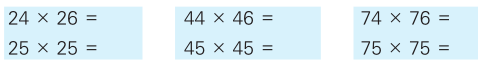 24 × 26 =
25 × 25 =
44 × 46 =
45 × 45 =
74 × 76 =
75 × 75 =